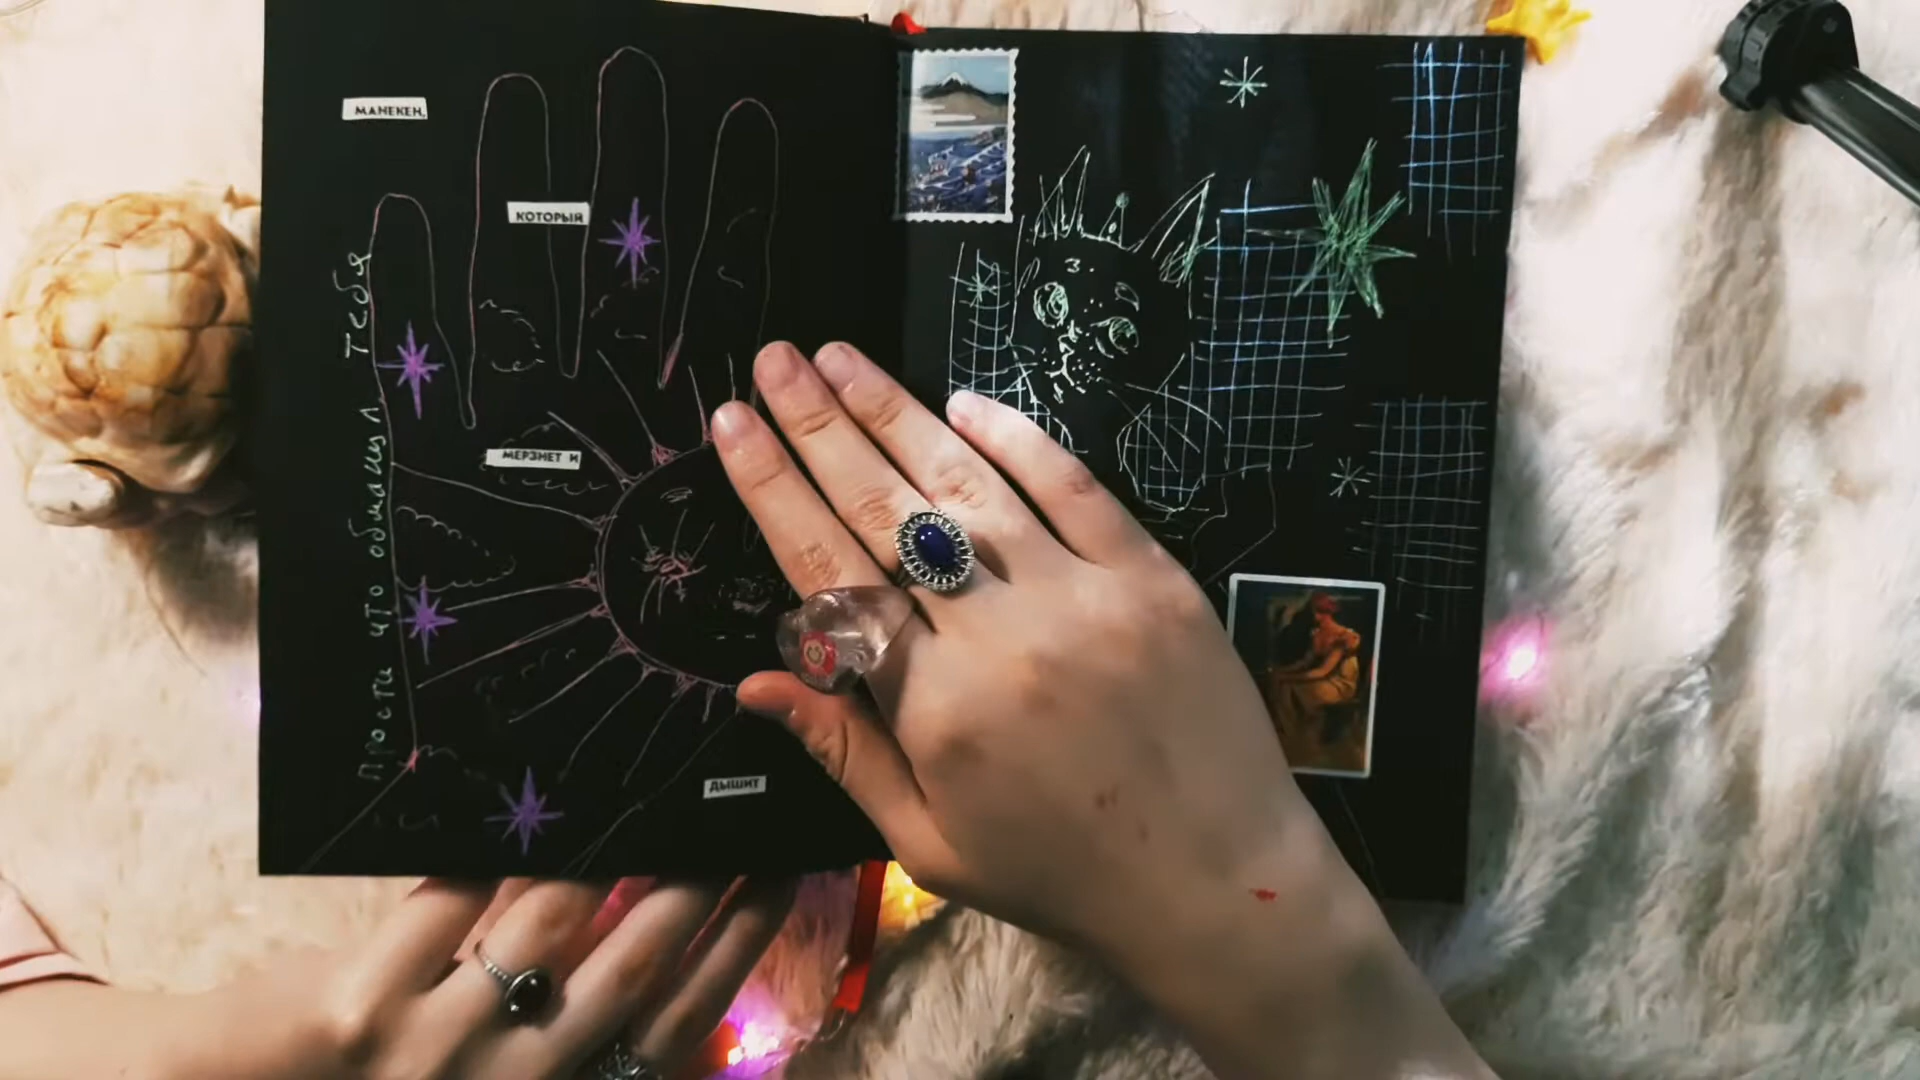 МАНЕКЕН,
КОТОРЫЙ
МЕРЗНЕТ И
ДЫШИТ
Прости что обманул тебя